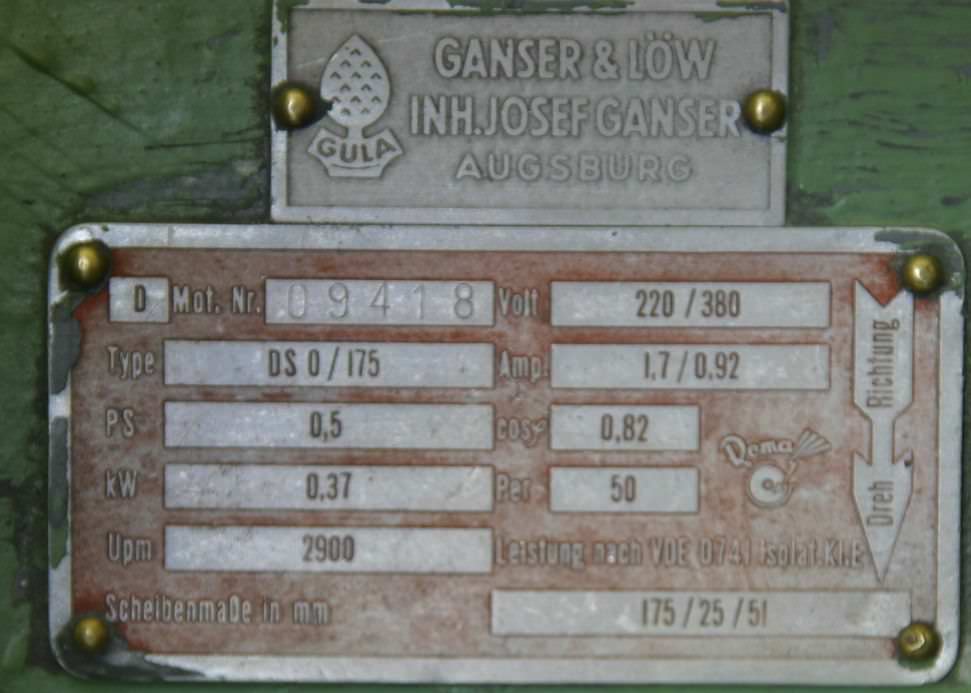 GANSER & LÖW
INH. JOSEF GANSER
AUGSBURG
GULA
D Mot. Nr. 09418 Volt 220 / 380
Type DS 0 / 175 Amp. 1,7 / 0,92
PS 0,5 cosφ 0,82
kW 0,37 Per 50
Upm 2900 Leistung nach VDE 0741 Isolat.Kl.E
Scheibenmaße in mm 175 / 25 / 51
Rema
Dreh Richtung